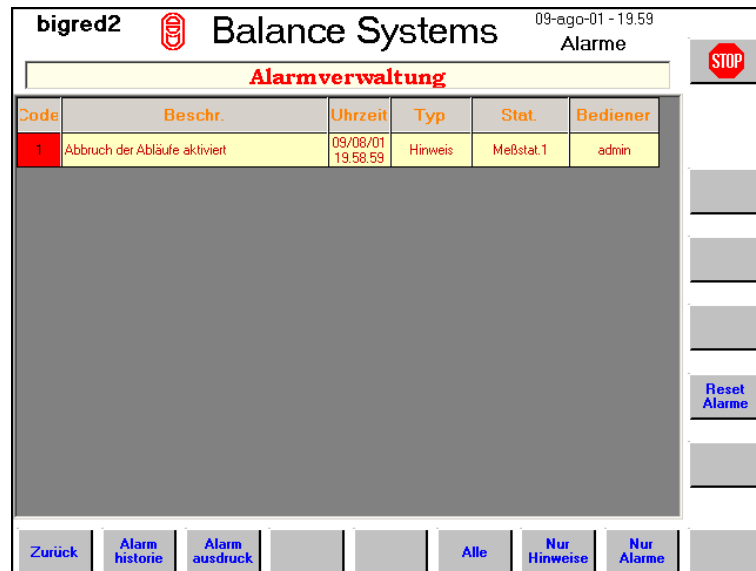 bigred2
Balance Systems
09-ago-01 - 19.59
Alarme
STOP
Alarmverwaltung
Code Beschr. Uhrzeit Typ Stat. Bediener
1 Abbruch der Abläufe aktiviert 09/08/01 19.58.59 Hinweis Meßstat.1 admin
Reset
Alarme
Zurück
Alarm
historie
Alarm
ausdruck
Alle
Nur
Hinweise
Nur
Alarme